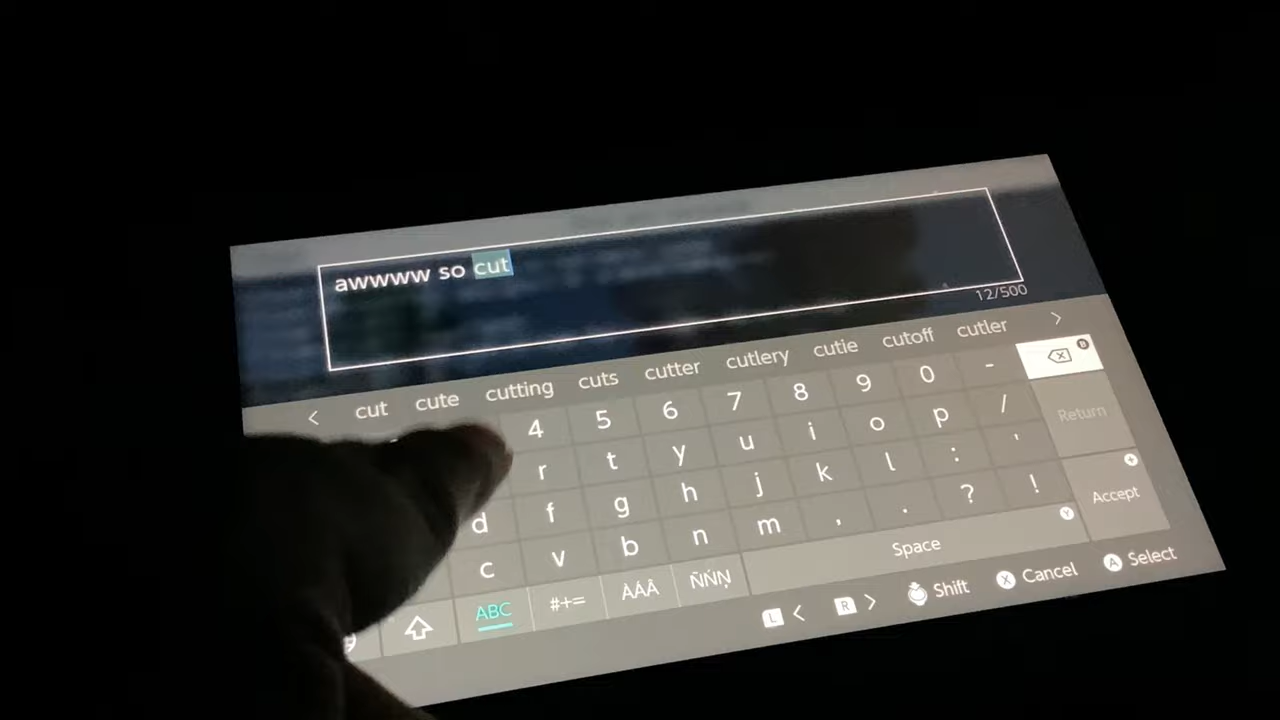 awwww so cut
12/500
< cut cute cutting cuts cutter cutlery cutie cutoff cutler >
4 5 6 7 8 9 0 - B
r t y u i o p / Return
d f g h j k l : '
c v b n m , . ? ! + Accept
ABC #+= ÀÁÂ ÑŃŅ Space Y
L < R > Shift X Cancel A Select